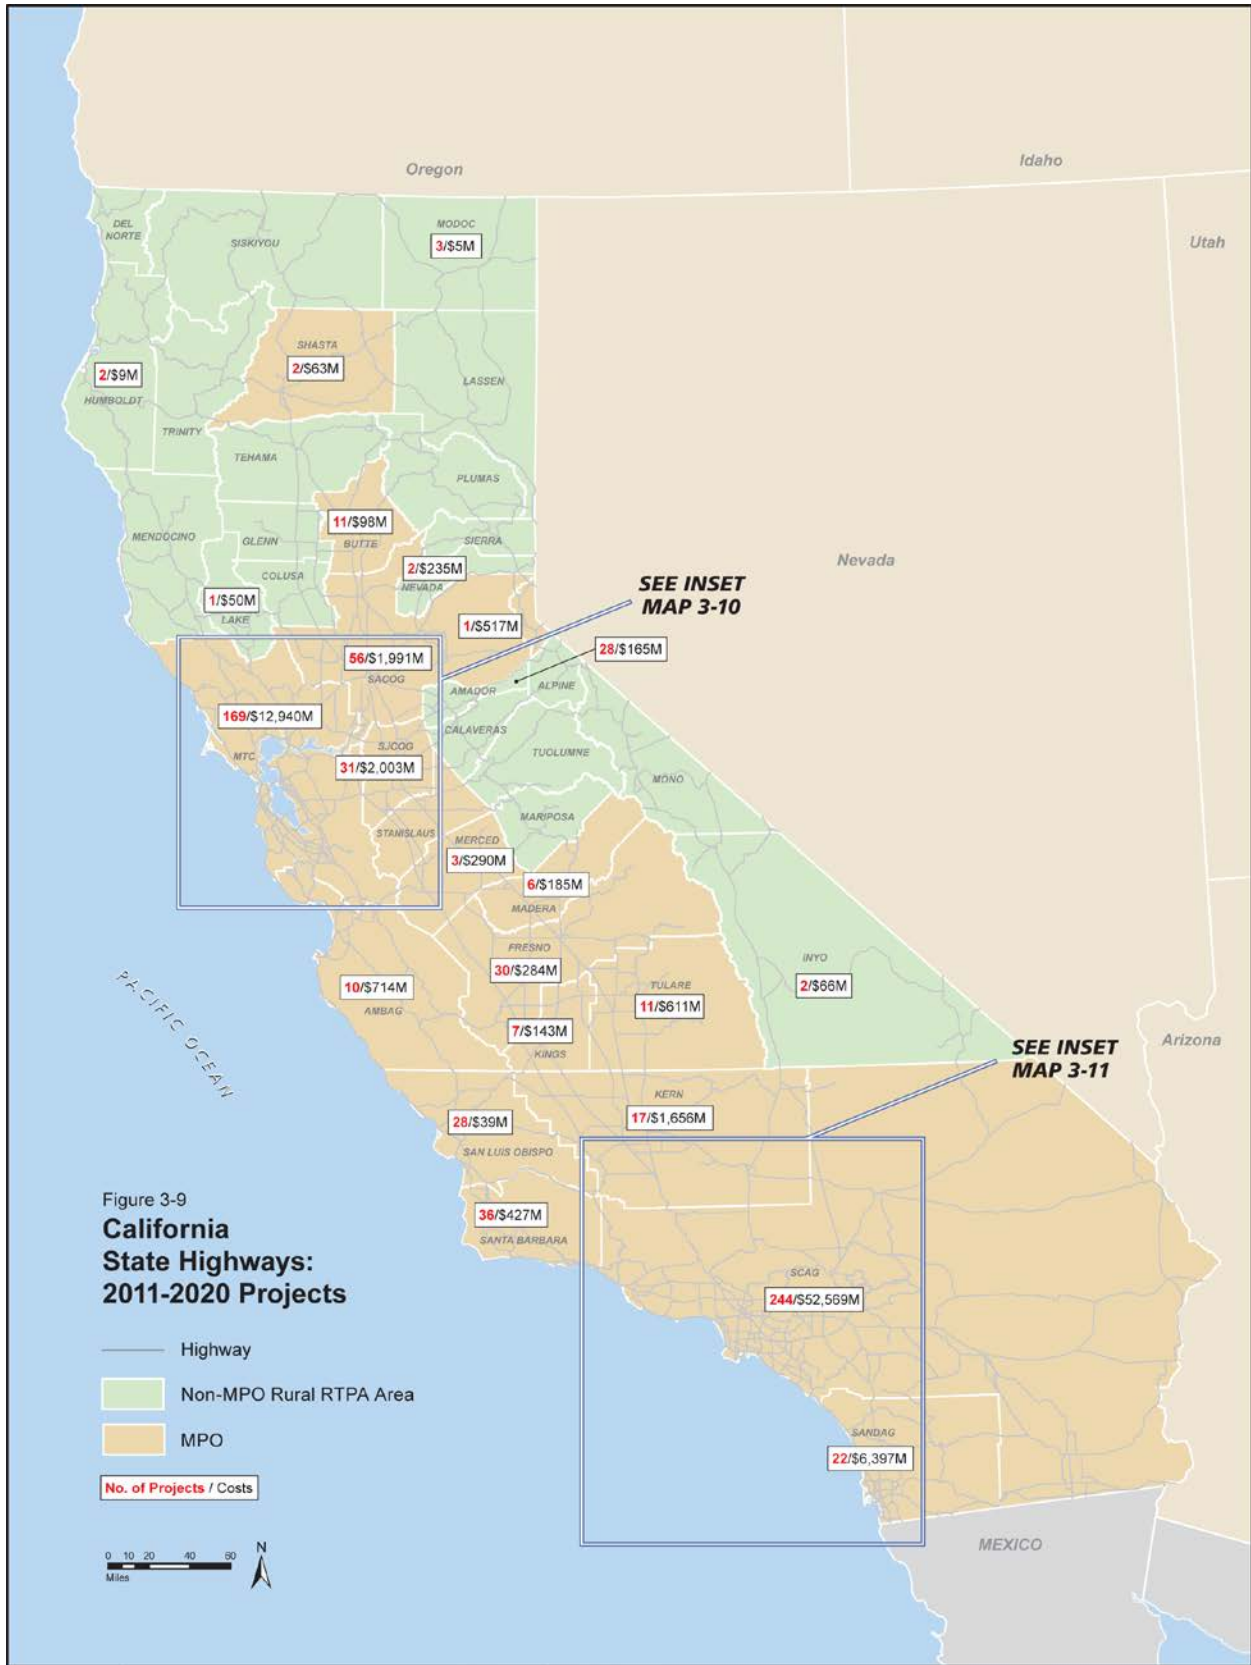 Oregon
Idaho
Utah
Nevada
Arizona
MEXICO
PACIFIC OCEAN
DEL
NORTE
SISKIYOU
MODOC
3/$5M
SHASTA
2/$63M
LASSEN
2/$9M
HUMBOLDT
TRINITY
TEHAMA
PLUMAS
11/$98M
BUTTE
MENDOCINO
GLENN
SIERRA
COLUSA
2/$235M
NEVADA
1/$50M
LAKE
SEE INSET
MAP 3-10
1/$517M
28/$165M
56/$1,991M
SACOG
AMADOR
ALPINE
169/$12,940M
MTC
CALAVERAS
SJCOG
31/$2,003M
TUOLUMNE
MONO
MARIPOSA
STANISLAUS
MERCED
3/$290M
6/$185M
MADERA
FRESNO
30/$284M
INYO
2/$66M
10/$714M
AMBAG
TULARE
11/$611M
7/$143M
KINGS
SEE INSET
MAP 3-11
KERN
17/$1,656M
28/$39M
SAN LUIS OBISPO
36/$427M
SANTA BARBARA
SCAG
244/$52,569M
SANDAG
22/$6,397M
Figure 3-9
California
State Highways:
2011-2020 Projects
Highway
Non-MPO Rural RTPA Area
MPO
No. of Projects / Costs
0 10 20 40 60
Miles
N